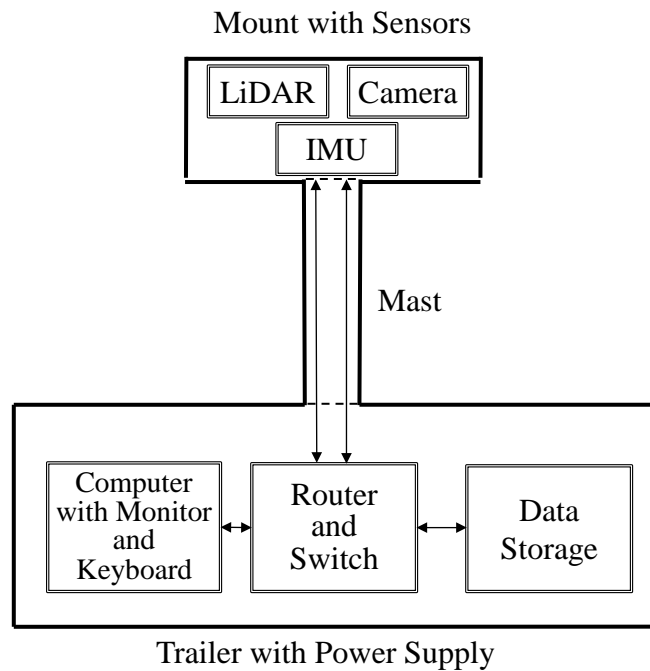 Mount with Sensors
LiDAR
Camera
IMU
Mast
Computer
with Monitor
and
Keyboard
Router
and
Switch
Data
Storage
Trailer with Power Supply